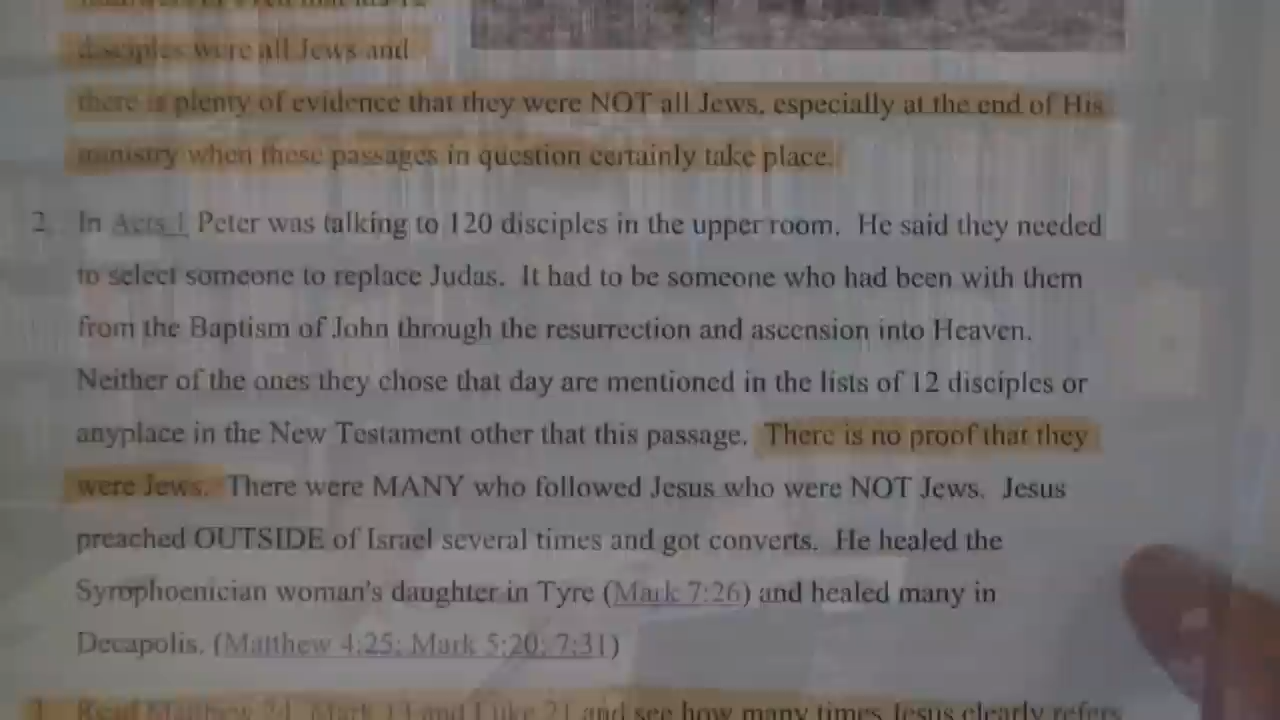 disciples were all Jews and
there is plenty of evidence that they were NOT all Jews, especially at the end of His
ministry when these passages in question certainly take place.
2. In Acts 1 Peter was talking to 120 disciples in the upper room. He said they needed
to select someone to replace Judas. It had to be someone who had been with them
from the Baptism of John through the resurrection and ascension into Heaven.
Neither of the ones they chose that day are mentioned in the lists of 12 disciples or
anyplace in the New Testament other that this passage. There is no proof that they
were Jews. There were MANY who followed Jesus who were NOT Jews. Jesus
preached OUTSIDE of Israel several times and got converts. He healed the
Syrophoenician woman's daughter in Tyre (Mark 7:26) and healed many in
Decapolis. (Matthew 4:25; Mark 5:20; 7:31)
Read Matthew 24, Mark 13 and Luke 21 and see how many times Jesus clearly refers